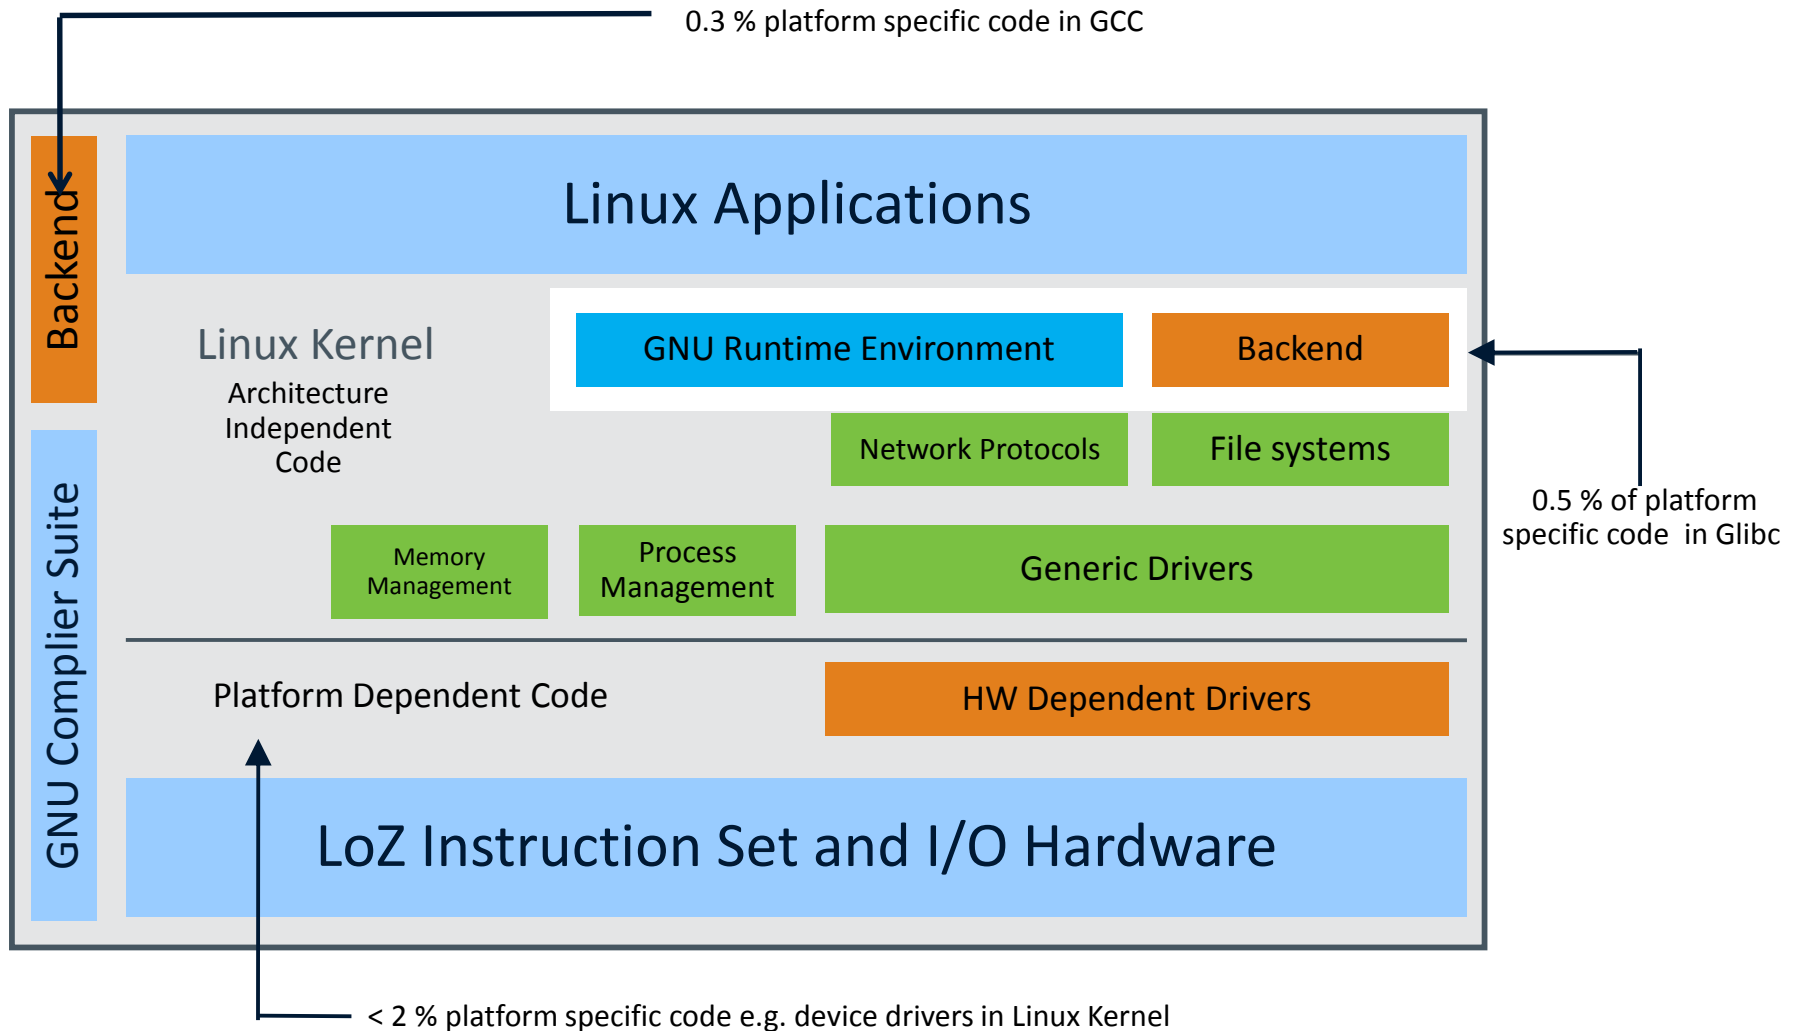 0.3 % platform specific code in GCC
Backend
Linux Applications
Linux Kernel
Architecture
Independent
Code
GNU Runtime Environment
Backend
Network Protocols
File systems
0.5 % of platform
specific code in Glibc
GNU Complier Suite
Memory
Management
Process
Management
Generic Drivers
Platform Dependent Code
HW Dependent Drivers
LoZ Instruction Set and I/O Hardware
< 2 % platform specific code e.g. device drivers in Linux Kernel